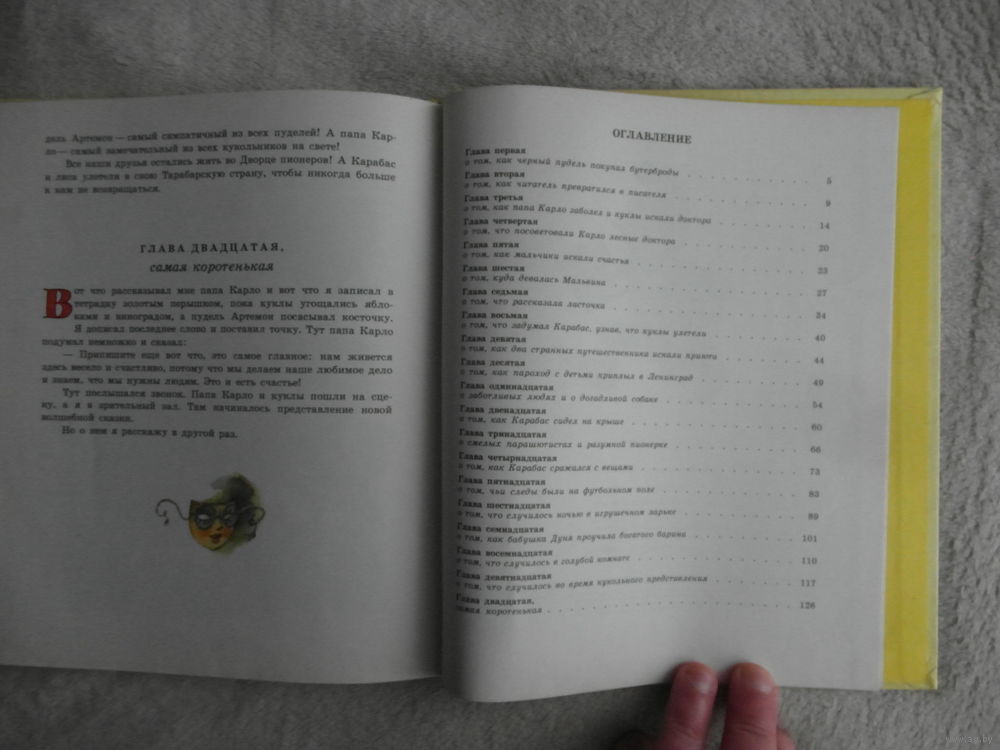 дель Артемон — самый симпатичный из всех пуделей! А папа Кар-
ло — самый замечательный из всех кукольников на свете!
Все наши друзья остались жить во Дворце пионеров! А Карабас
и лиса улетели в свою Тарабарскую страну, чтобы никогда больше
к нам не возвращаться.
ГЛАВА ДВАДЦАТАЯ,
самая коротенькая
Вот что рассказывал мне папа Карло и вот что я записал в
тетрадку золотым перышком, пока куклы угощались ябло-
ками и виноградом, а пудель Артемон посасывал косточку.
Я дописал последнее слово и поставил точку. Тут папа Карло
подумал немножко и сказал:
— Припишите еще вот что, это самое главное: нам живется
здесь весело и счастливо, потому что мы делаем наше любимое дело
и знаем, что мы нужны людям. Это и есть счастье!
Тут послышался звонок. Папа Карло и куклы пошли на сце-
ну, а я в зрительный зал. Там начиналось представление новой
волшебной сказки.
Но о нем я расскажу в другой раз.
ОГЛАВЛЕНИЕ
Глава первая
о том, как черный пудель покупал бутерброды . . . . . . . . . 5
Глава вторая
о том, как читатель превратился в писателя . . . . . . . . . 9
Глава третья
о том, как папа Карло заболел и куклы искали доктора . . . . . . . 14
Глава четвертая
о том, что посоветовали Карло лесные доктора . . . . . . . . . 20
Глава пятая
о том, как мальчики искали счастья . . . . . . . . . . . 23
Глава шестая
о том, куда девалась Мальвина . . . . . . . . . . . . 27
Глава седьмая
о том, что рассказала ласточка . . . . . . . . . . . . 34
Глава восьмая
о том, что задумал Карабас, узнав, что куклы улетели . . . . . . . 40
Глава девятая
о том, как два странных путешественника искали приюта . . . . . . 44
Глава десятая
о том, как пароход с детьми приплыл в Ленинград . . . . . . . . 49
Глава одиннадцатая
о заботливых людях и о догадливой собаке . . . . . . . . . 54
Глава двенадцатая
о том, как Карабас сидел на крыше . . . . . . . . . . . 60
Глава тринадцатая
о смелых парашютистах и разумной пионерке . . . . . . . . . 66
Глава четырнадцатая
о том, как Карабас сражался с вещами . . . . . . . . . . 73
Глава пятнадцатая
о том, чьи следы были на футбольном поле . . . . . . . . . 83
Глава шестнадцатая
о том, что случилось ночью в игрушечном ларьке . . . . . . . . 89
Глава семнадцатая
о том, как бабушка Дуня проучила богатого барина . . . . . . . 101
Глава восемнадцатая
о том, что случилось в голубой комнате . . . . . . . . . . 110
Глава девятнадцатая
о том, что случилось во время кукольного представления . . . . . . 117
Глава двадцатая,
самая коротенькая . . . . . . . . . . . . . . . 126
www.ay.by